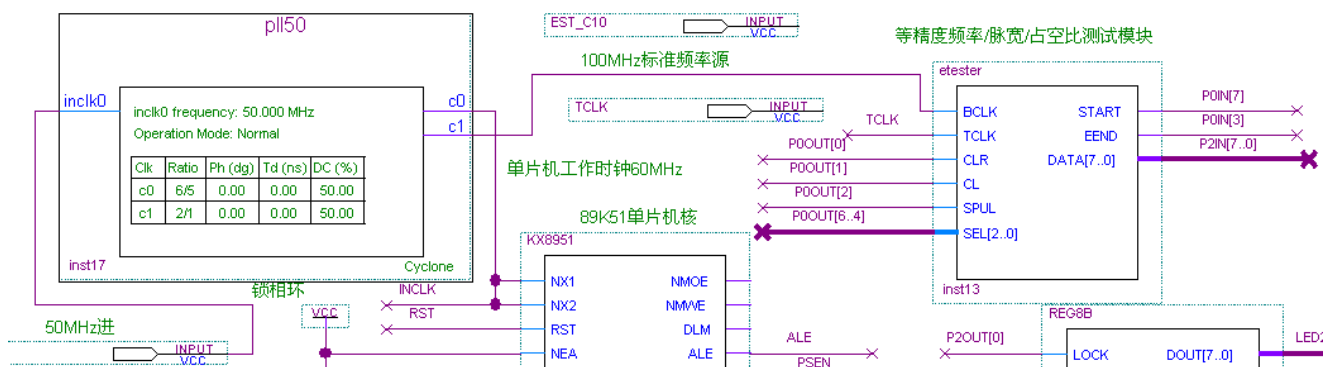 pll50
inclk0
inclk0 frequency: 50.000 MHz
Operation Mode: Normal
Clk Ratio Ph (dg) Td (ns) DC (%)
c0 6/5 0.00 0.00 50.00
c1 2/1 0.00 0.00 50.00
c0
c1
inst17
Cyclone
锁相环
50MHz进
INPUT
VCC
EST_C10
INPUT
VCC
100MHz标准频率源
TCLK
INPUT
VCC
单片机工作时钟60MHz
89K51单片机核
KX8951
NX1
NX2
RST
NEA
NMOE
NMWE
DLM
ALE
INCLK
RST
VCC
ALE
PSEN
等精度频率/脉宽/占空比测试模块
etester
BCLK
TCLK
CLR
CL
SPUL
SEL[2..0]
START
EEND
DATA[7..0]
inst13
TCLK
P0OUT[0]
P0OUT[1]
P0OUT[2]
P0OUT[6..4]
P0IN[7]
P0IN[3]
P2IN[7..0]
REG8B
P2OUT[0]
LOCK
DOUT[7..0]
LED2